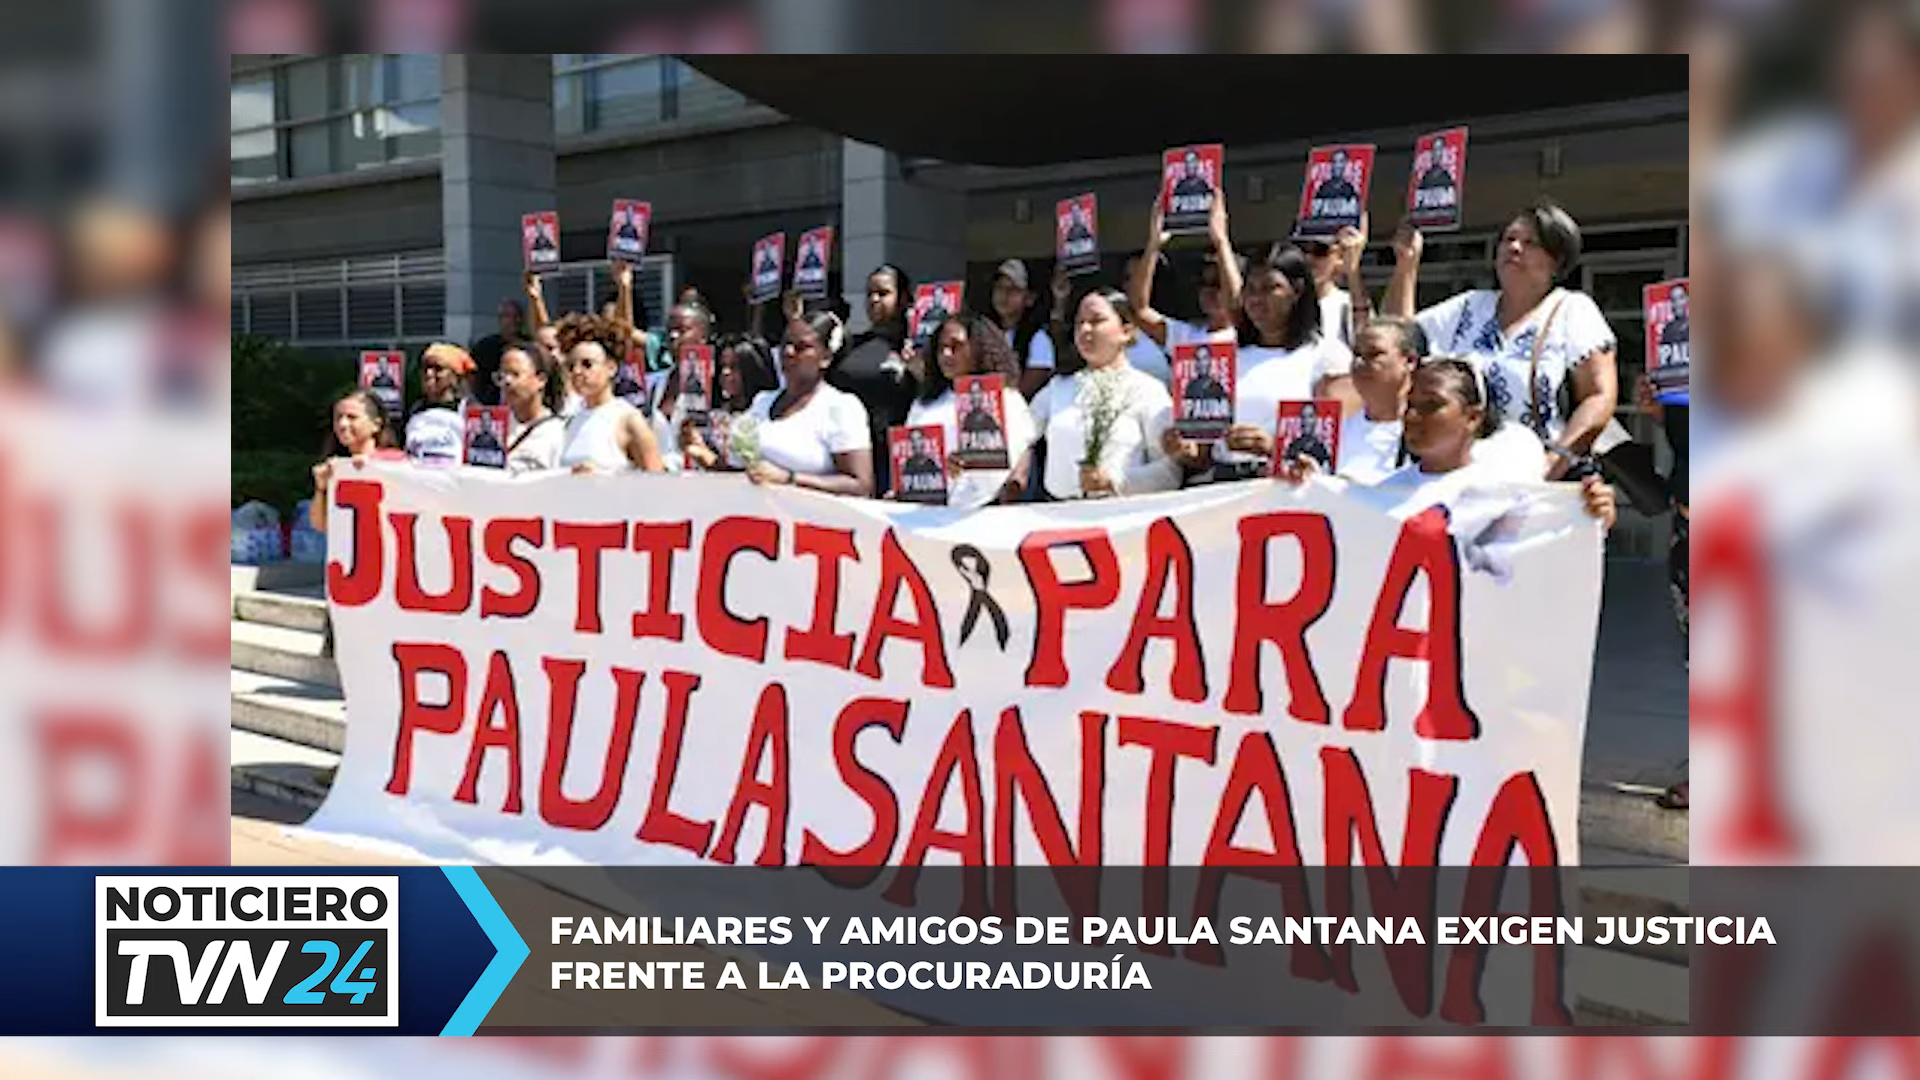 JUSTICIA PARA
PAULA SANTANA
NOTICIERO
TVN 24
FAMILIARES Y AMIGOS DE PAULA SANTANA EXIGEN JUSTICIA
FRENTE A LA PROCURADURÍA